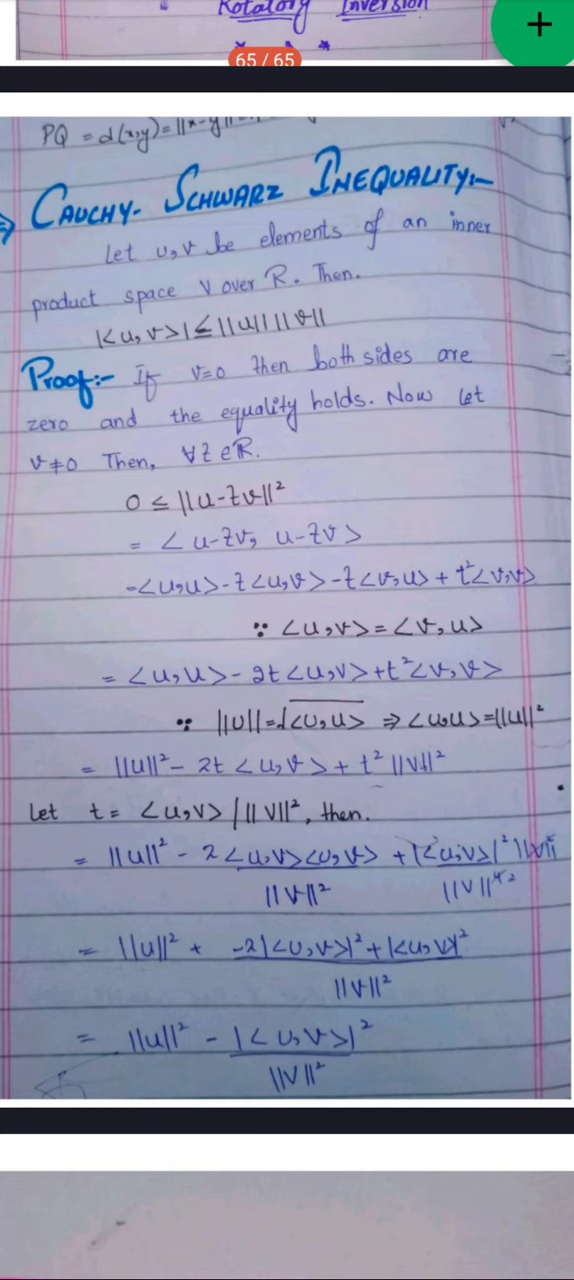 Rotatory Inversion
+
65 / 65
PQ = d(x,y) = ||x-y||
⇒ CAUCHY- SCHWARZ INEQUALITY:-
Let u,v be elements of an inner
product space V over R. Then.
|<u,v>| ≤ ||u|| ||v||
Proof:- If v=0 then both sides are
zero and the equality holds. Now let
v≠0 Then, ∀ t ∈ R.
0 ≤ ||u-tv||²
= <u-tv, u-tv>
=<u,u>-t<u,v>-t<v,u>+t²<v,v>
∵ <u,v>=<v,u>
= <u,u>-2t<u,v>+t²<v,v>
∵ ||u||=√<u,u> ⇒ <u,u>=||u||²
= ||u||²- 2t <u,v> + t² ||v||²
Let t= <u,v> / ||v||², then.
= ||u||² - 2<u,v><u,v> + |<u,v>|² ||v||²
||v||² ||v||⁴
= ||u||² + -2|<u,v>|²+|<u,v>|²
||v||²
= ||u||² - |<u,v>|²
||v||²